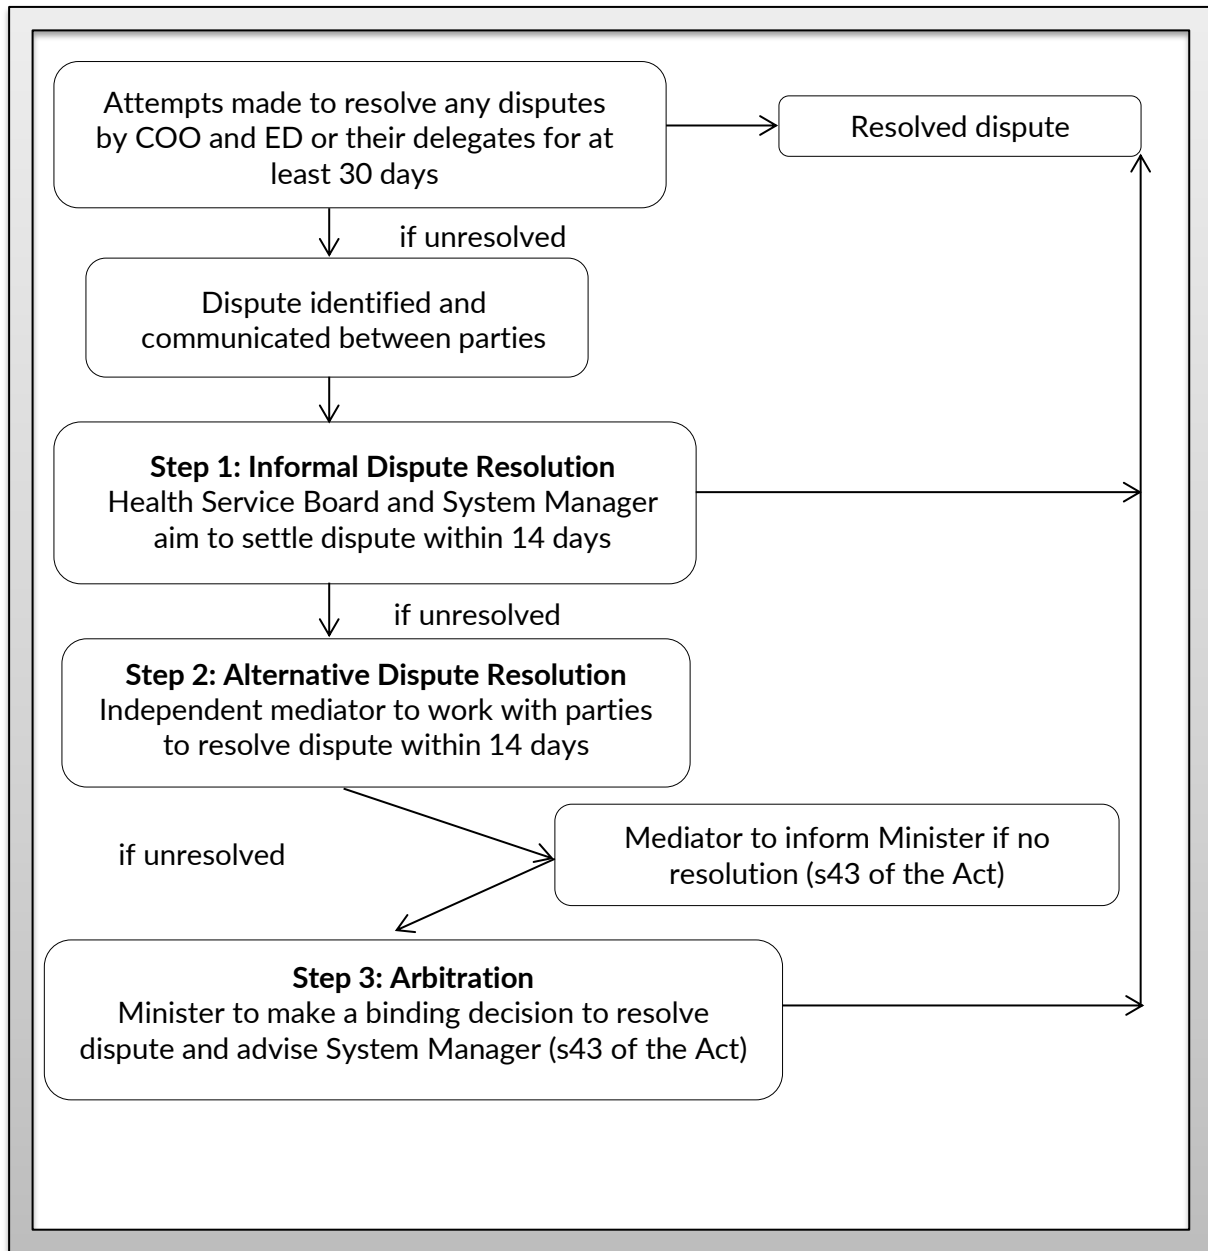 Attempts made to resolve any disputes
by COO and ED or their delegates for at
least 30 days
Resolved dispute
if unresolved
Dispute identified and
communicated between parties
Step 1: Informal Dispute Resolution
Health Service Board and System Manager
aim to settle dispute within 14 days
if unresolved
Step 2: Alternative Dispute Resolution
Independent mediator to work with parties
to resolve dispute within 14 days
if unresolved
Mediator to inform Minister if no
resolution (s43 of the Act)
Step 3: Arbitration
Minister to make a binding decision to resolve
dispute and advise System Manager (s43 of the Act)